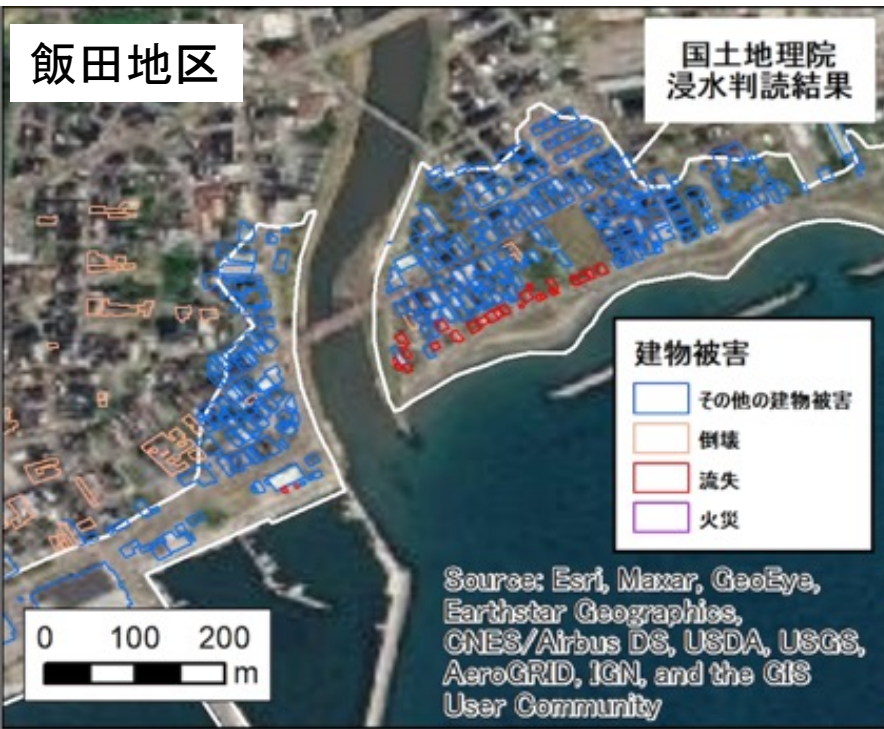 飯田地区
国土地理院
浸水判読結果
建物被害
その他の建物被害
倒壊
流失
火災
Source: Esri, Maxar, GeoEye,
Earthstar Geographics,
CNES/Airbus DS, USDA, USGS,
AeroGRID, IGN, and the GIS
User Community
0 100 200
m